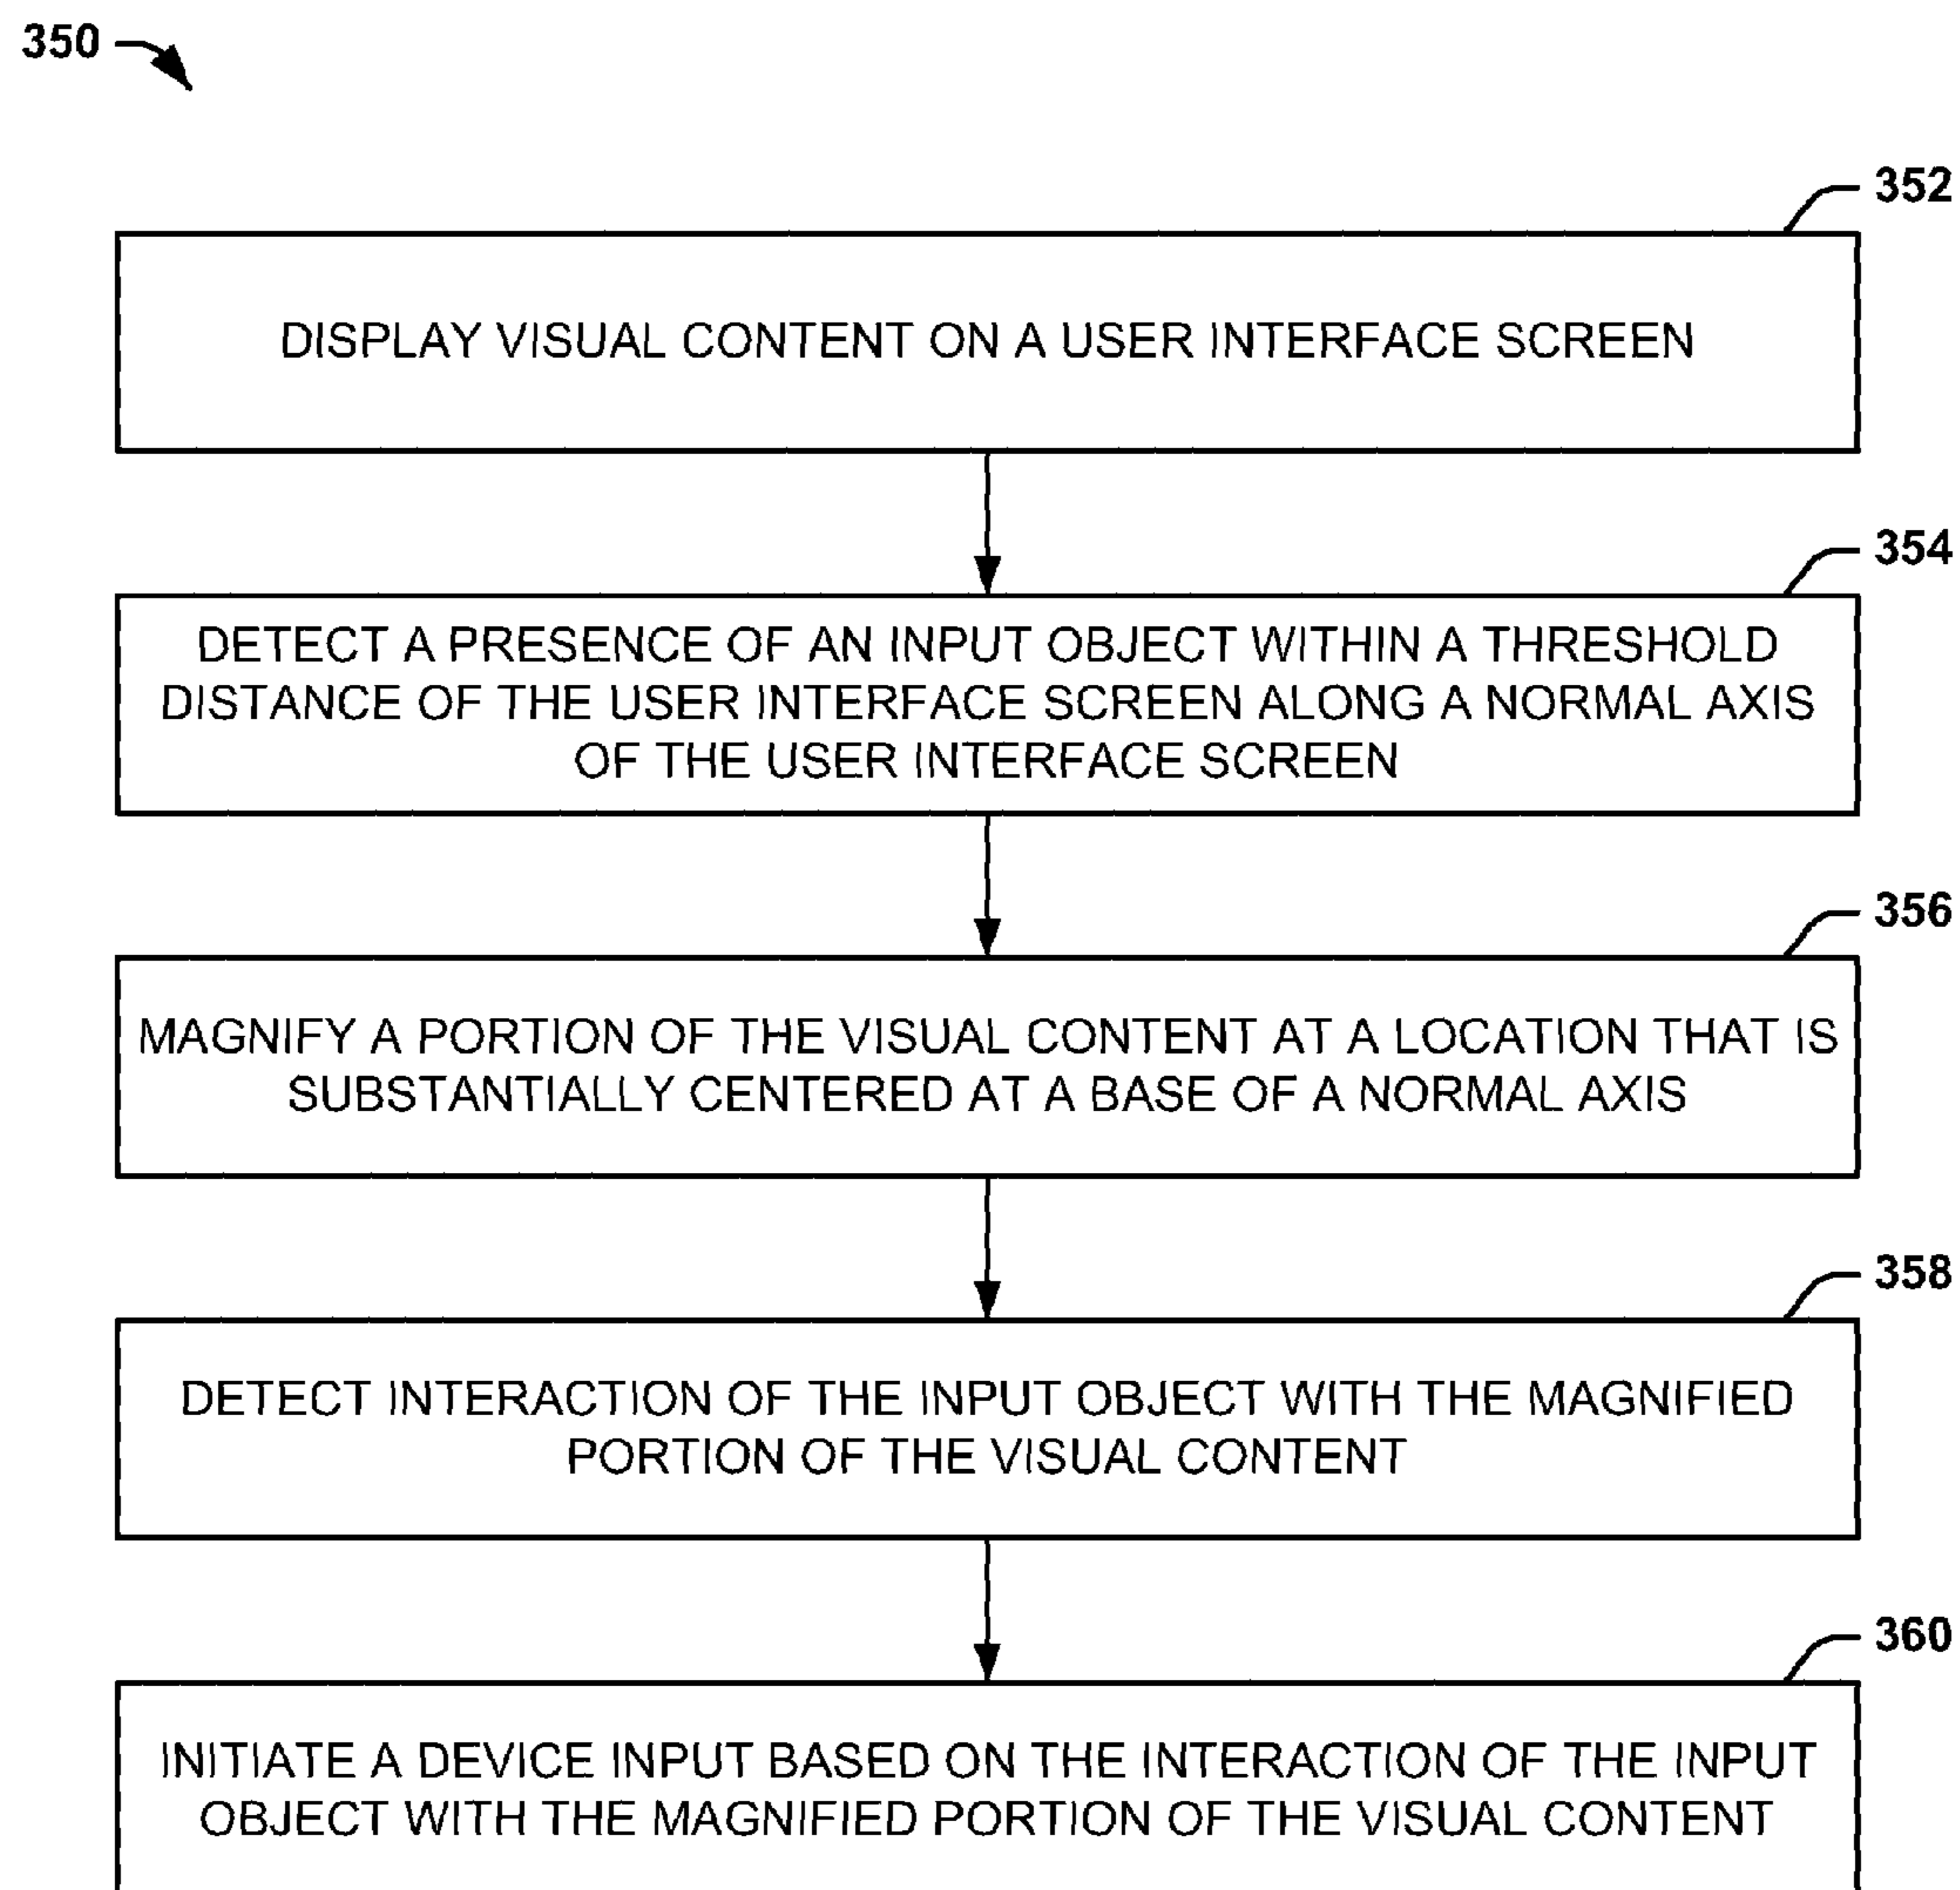 350
352
DISPLAY VISUAL CONTENT ON A USER INTERFACE SCREEN
354
DETECT A PRESENCE OF AN INPUT OBJECT WITHIN A THRESHOLD
DISTANCE OF THE USER INTERFACE SCREEN ALONG A NORMAL AXIS
OF THE USER INTERFACE SCREEN
356
MAGNIFY A PORTION OF THE VISUAL CONTENT AT A LOCATION THAT IS
SUBSTANTIALLY CENTERED AT A BASE OF A NORMAL AXIS
358
DETECT INTERACTION OF THE INPUT OBJECT WITH THE MAGNIFIED
PORTION OF THE VISUAL CONTENT
360
INITIATE A DEVICE INPUT BASED ON THE INTERACTION OF THE INPUT
OBJECT WITH THE MAGNIFIED PORTION OF THE VISUAL CONTENT